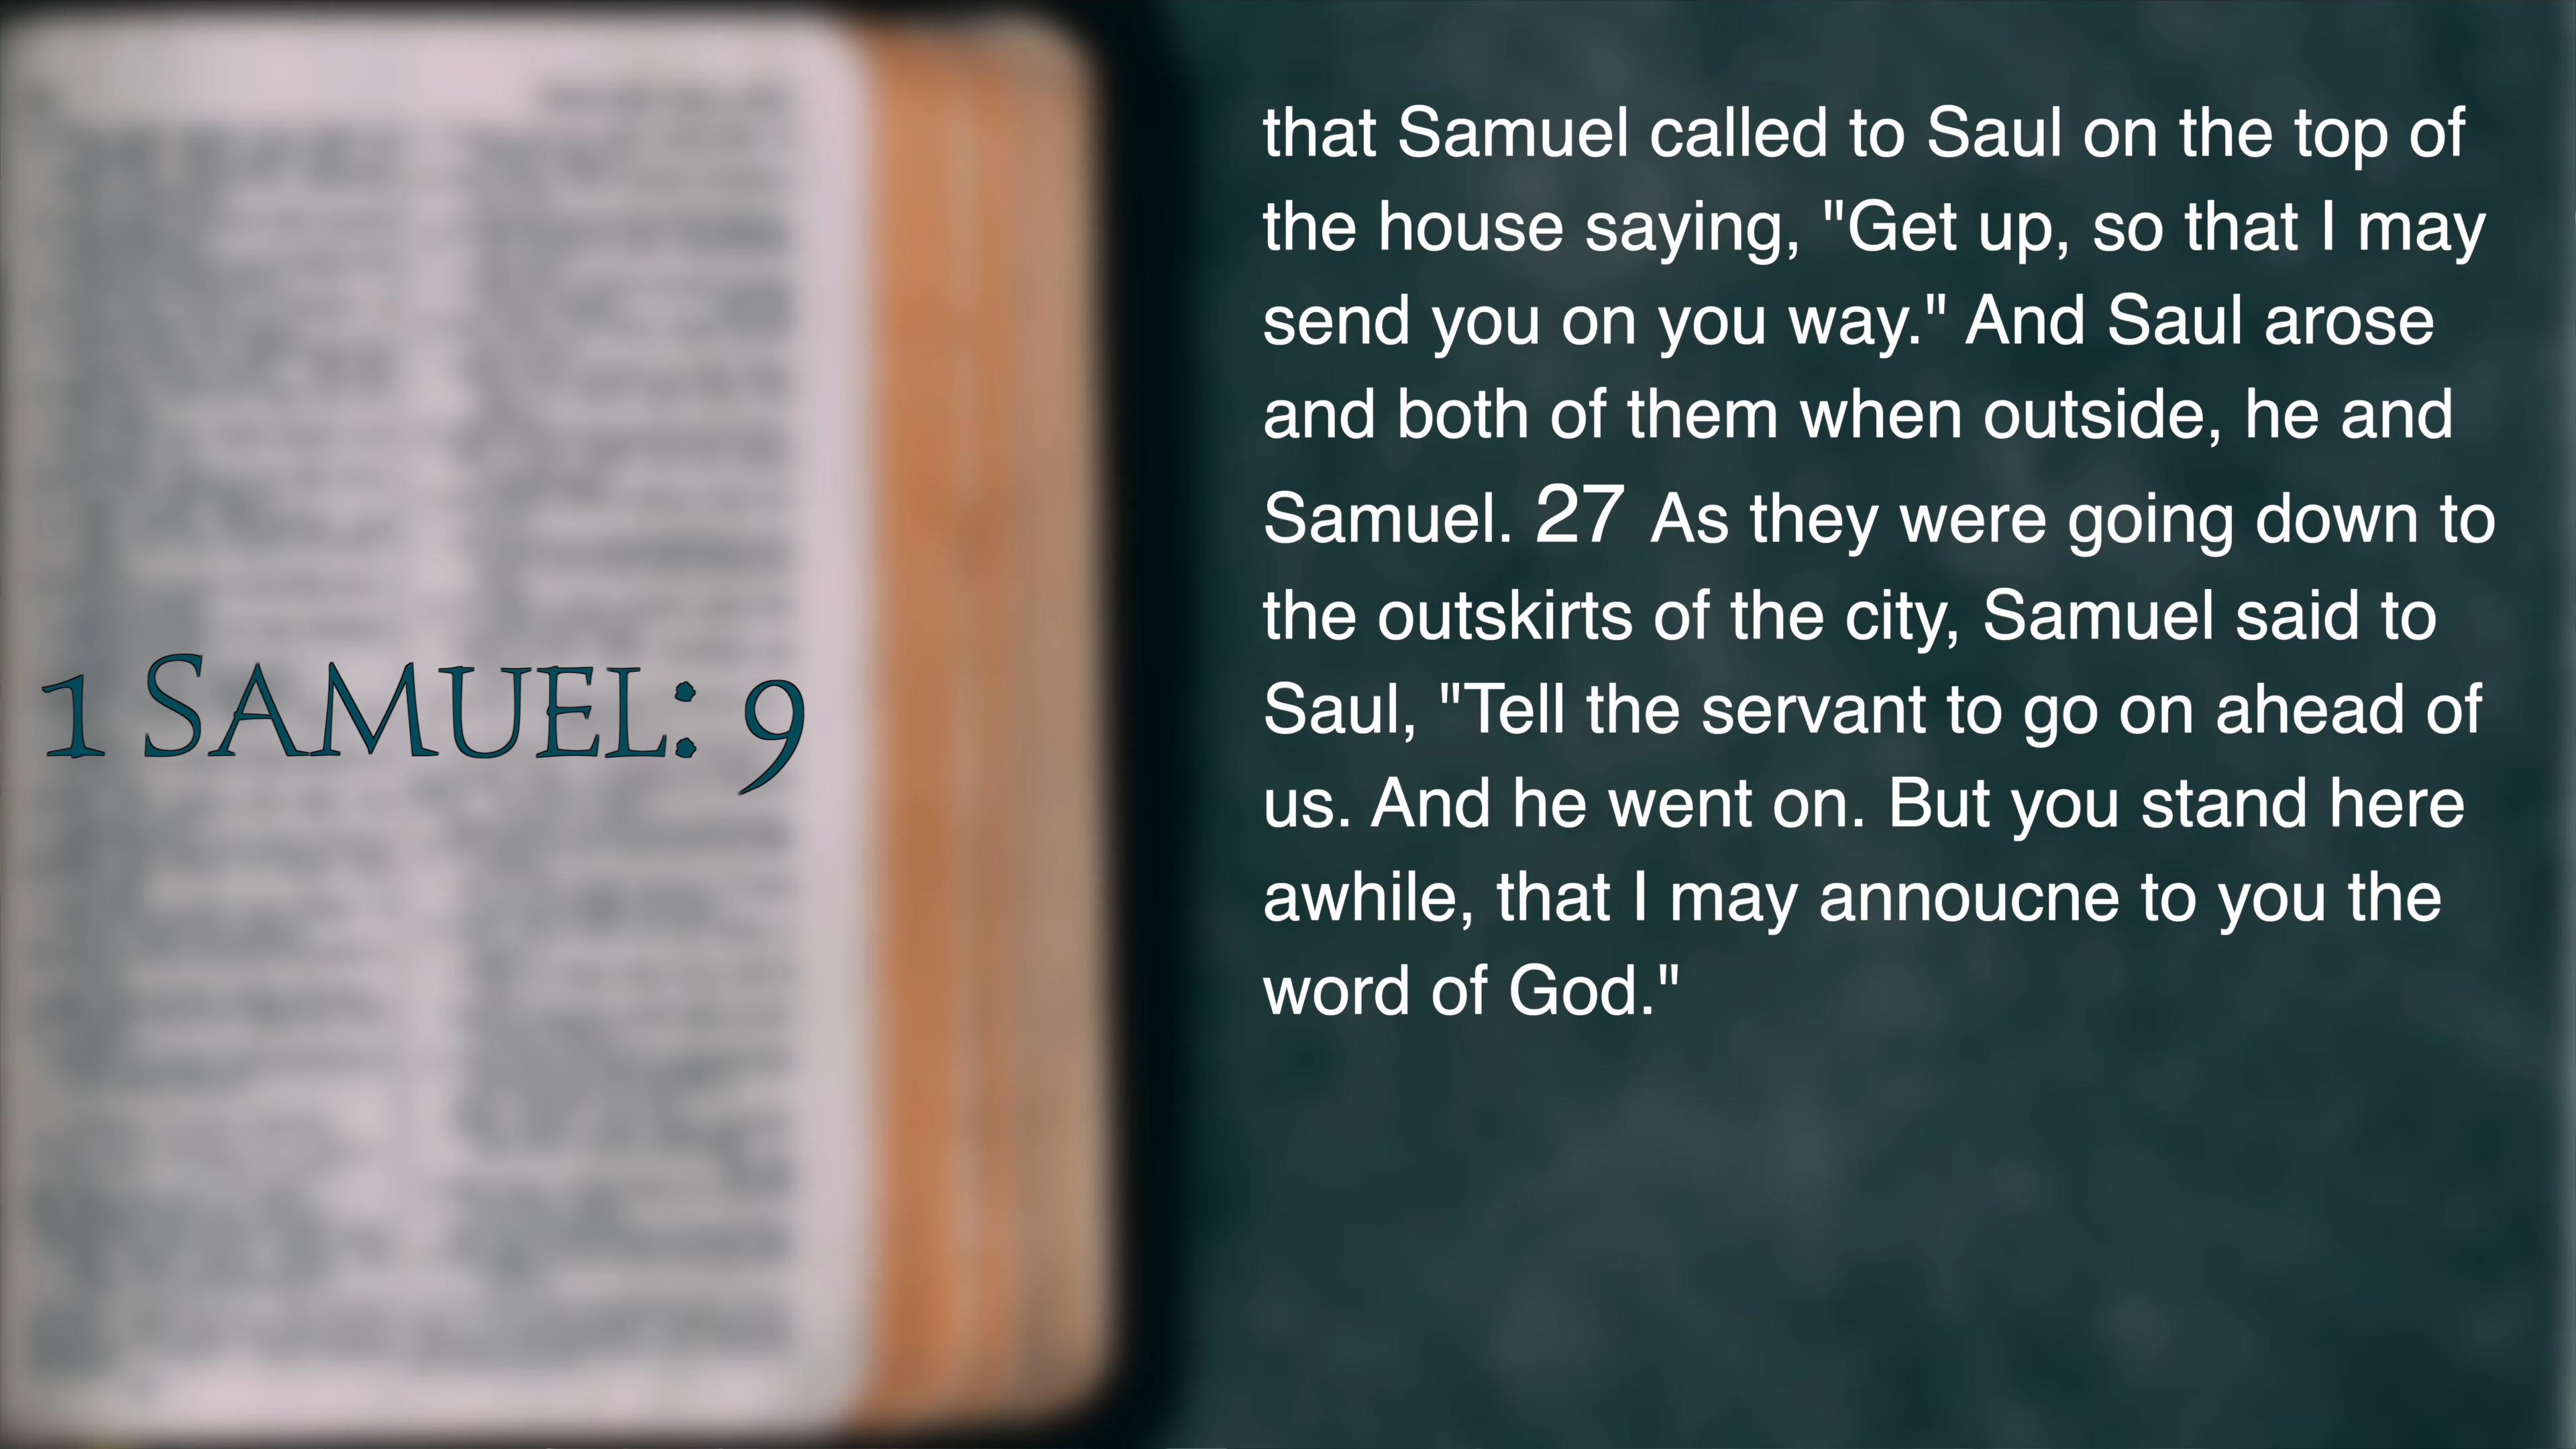 1 SAMUEL: 9
that Samuel called to Saul on the top of
the house saying, "Get up, so that I may
send you on you way." And Saul arose
and both of them when outside, he and
Samuel. 27 As they were going down to
the outskirts of the city, Samuel said to
Saul, "Tell the servant to go on ahead of
us. And he went on. But you stand here
awhile, that I may annoucne to you the
word of God."